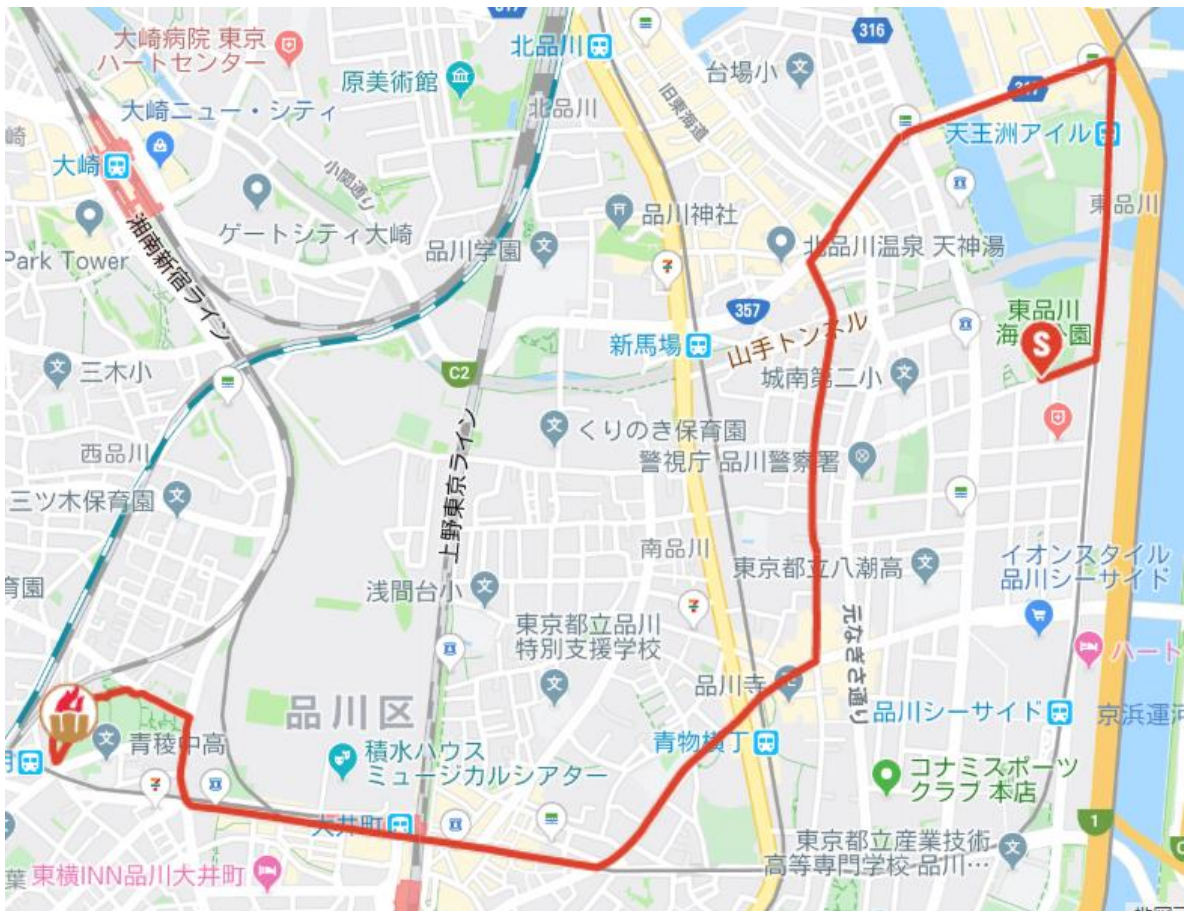 317
大崎病院 東京
ハートセンター
北品川
316
原美術館
台場小
北品川
旧東海道
大崎ニュー・シティ
317
崎
天王洲アイル
大崎
小関通り
東品川
ゲートシティ大崎
品川神社
品川学園
北品川温泉 天神湯
Park Tower
湘南新宿ライン
東品川
357
新馬場
山手トンネル
S
三木小
C2
城南第二小
くりのき保育園
西品川
警視庁 品川警察署
三ツ木保育園
上野東京ライン
南品川
イオンスタイル
品川シーサイド
東京都立八潮高
育園
浅間台小
東京都立品川
特別支援学校
元なぎさ通り
ハート
品川寺
品川区
品川シーサイド
京浜運河
青稜中高
青物横丁
積水ハウス
ミュージカルシアター
コナミスポーツ
クラブ 本店
大井町
1
東京都立産業技術
高等専門学校 品川…
東横INN品川大井町
葉